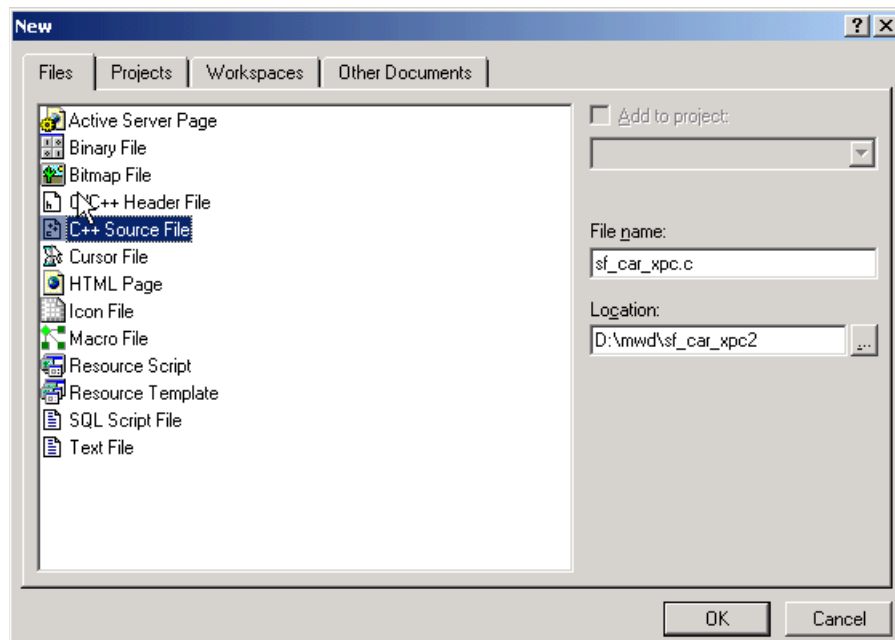 New
Files Projects Workspaces Other Documents
Active Server Page
Binary File
Bitmap File
C++ Header File
C++ Source File
Cursor File
HTML Page
Icon File
Macro File
Resource Script
Resource Template
SQL Script File
Text File
Add to project:
File name:
sf_car_xpc.c
Location:
D:\mwd\sf_car_xpc2
...
OK Cancel